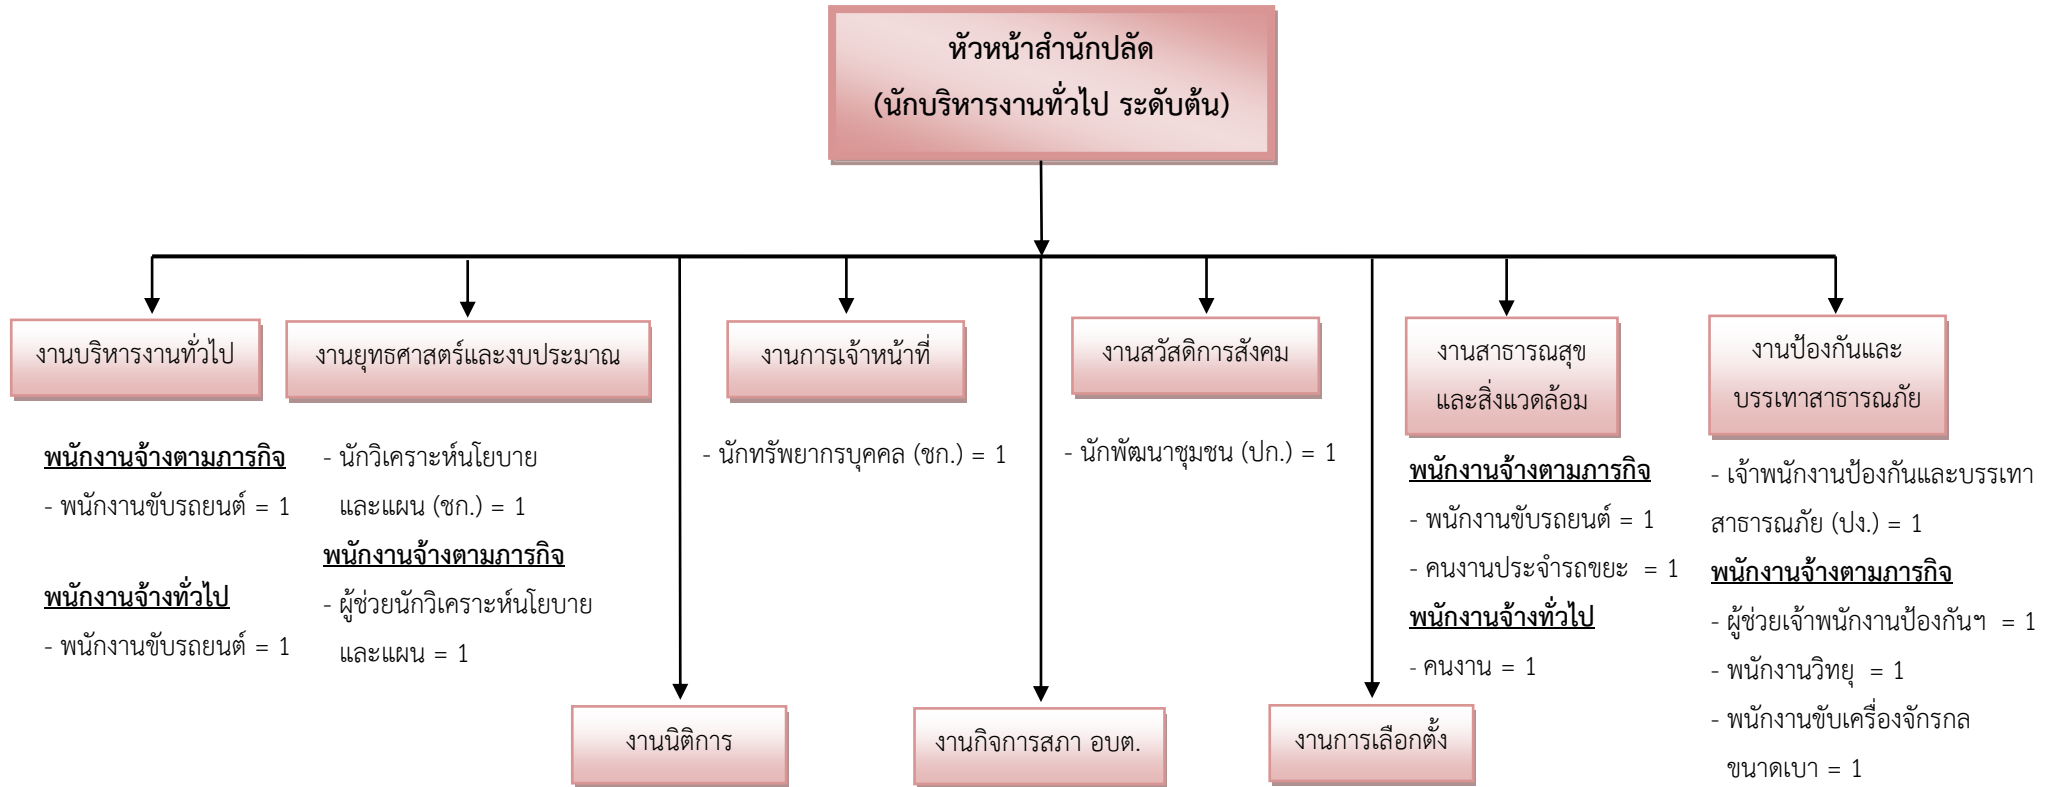 หัวหน้าสำนักปลัด
(นักบริหารงานทั่วไป ระดับต้น)
งานบริหารงานทั่วไป
พนักงานจ้างตามภารกิจ
- พนักงานขับรถยนต์ = 1
พนักงานจ้างทั่วไป
- พนักงานขับรถยนต์ = 1
งานยุทธศาสตร์และงบประมาณ
- นักวิเคราะห์นโยบาย
และแผน (ชก.) = 1
พนักงานจ้างตามภารกิจ
- ผู้ช่วยนักวิเคราะห์นโยบาย
และแผน = 1
งานการเจ้าหน้าที่
- นักทรัพยากรบุคคล (ชก.) = 1
งานสวัสดิการสังคม
- นักพัฒนาชุมชน (ปก.) = 1
งานสาธารณสุข
และสิ่งแวดล้อม
พนักงานจ้างตามภารกิจ
- พนักงานขับรถยนต์ = 1
- คนงานประจำรถขยะ = 1
พนักงานจ้างทั่วไป
- คนงาน = 1
งานป้องกันและ
บรรเทาสาธารณภัย
- เจ้าพนักงานป้องกันและบรรเทา
สาธารณภัย (ปง.) = 1
พนักงานจ้างตามภารกิจ
- ผู้ช่วยเจ้าพนักงานป้องกันฯ = 1
- พนักงานวิทยุ = 1
- พนักงานขับเครื่องจักรกล
ขนาดเบา = 1
งานนิติการ
งานกิจการสภา อบต.
งานการเลือกตั้ง